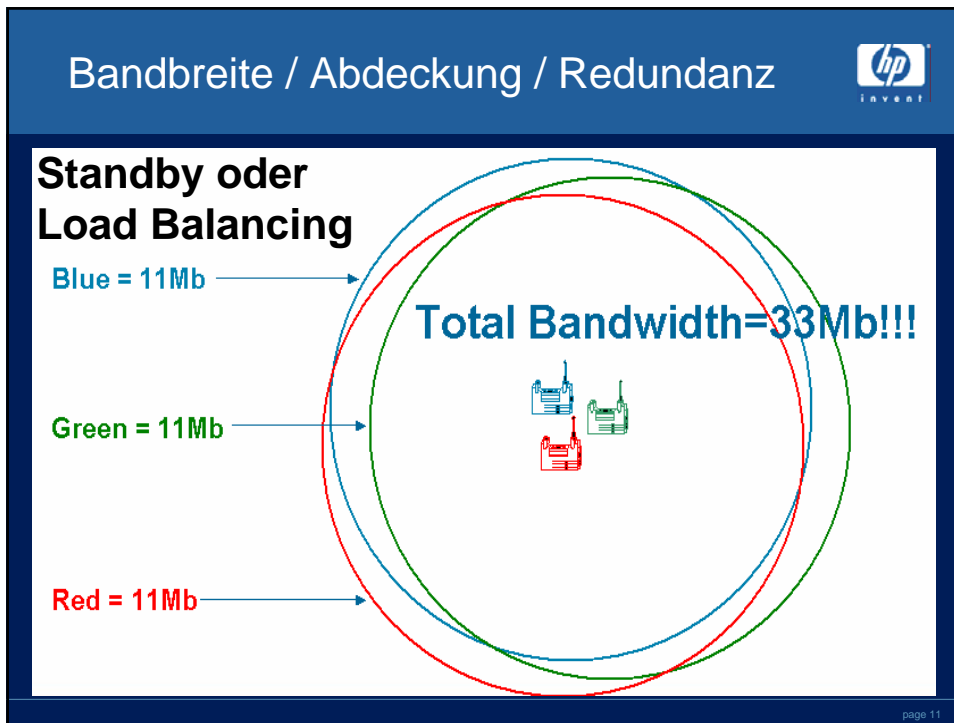 Bandbreite / Abdeckung / Redundanz
hp
invent
Standby oder
Load Balancing
Blue = 11Mb
Total Bandwidth=33Mb!!!
Green = 11Mb
Red = 11Mb
page 11